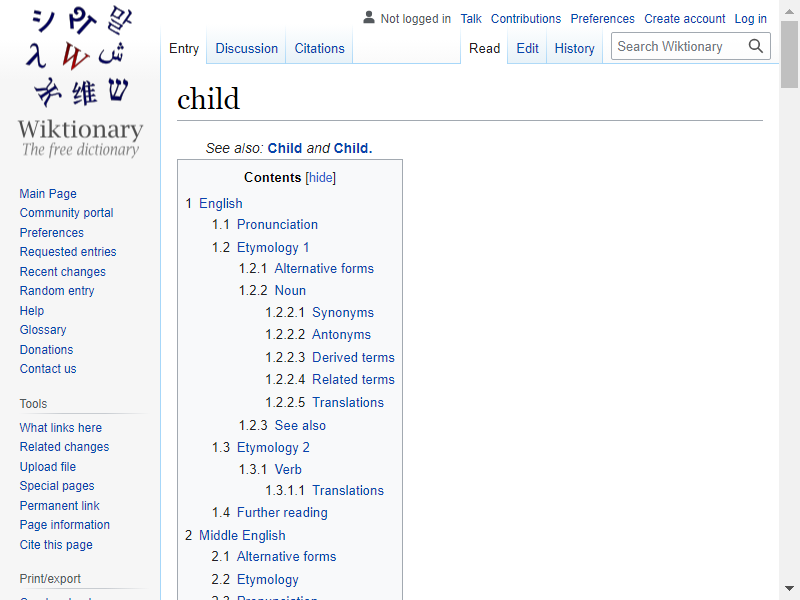 Not logged in Talk Contributions Preferences Create account Log in
Entry Discussion Citations Read Edit History Search Wiktionary
シ 말
λ W ش
维 ש
Wiktionary
The free dictionary
Main Page
Community portal
Preferences
Requested entries
Recent changes
Random entry
Help
Glossary
Donations
Contact us
Tools
What links here
Related changes
Upload file
Special pages
Permanent link
Page information
Cite this page
Print/export
child
See also: Child and Child.
Contents [hide]
1 English
1.1 Pronunciation
1.2 Etymology 1
1.2.1 Alternative forms
1.2.2 Noun
1.2.2.1 Synonyms
1.2.2.2 Antonyms
1.2.2.3 Derived terms
1.2.2.4 Related terms
1.2.2.5 Translations
1.2.3 See also
1.3 Etymology 2
1.3.1 Verb
1.3.1.1 Translations
1.4 Further reading
2 Middle English
2.1 Alternative forms
2.2 Etymology
2.3 Pronunciation